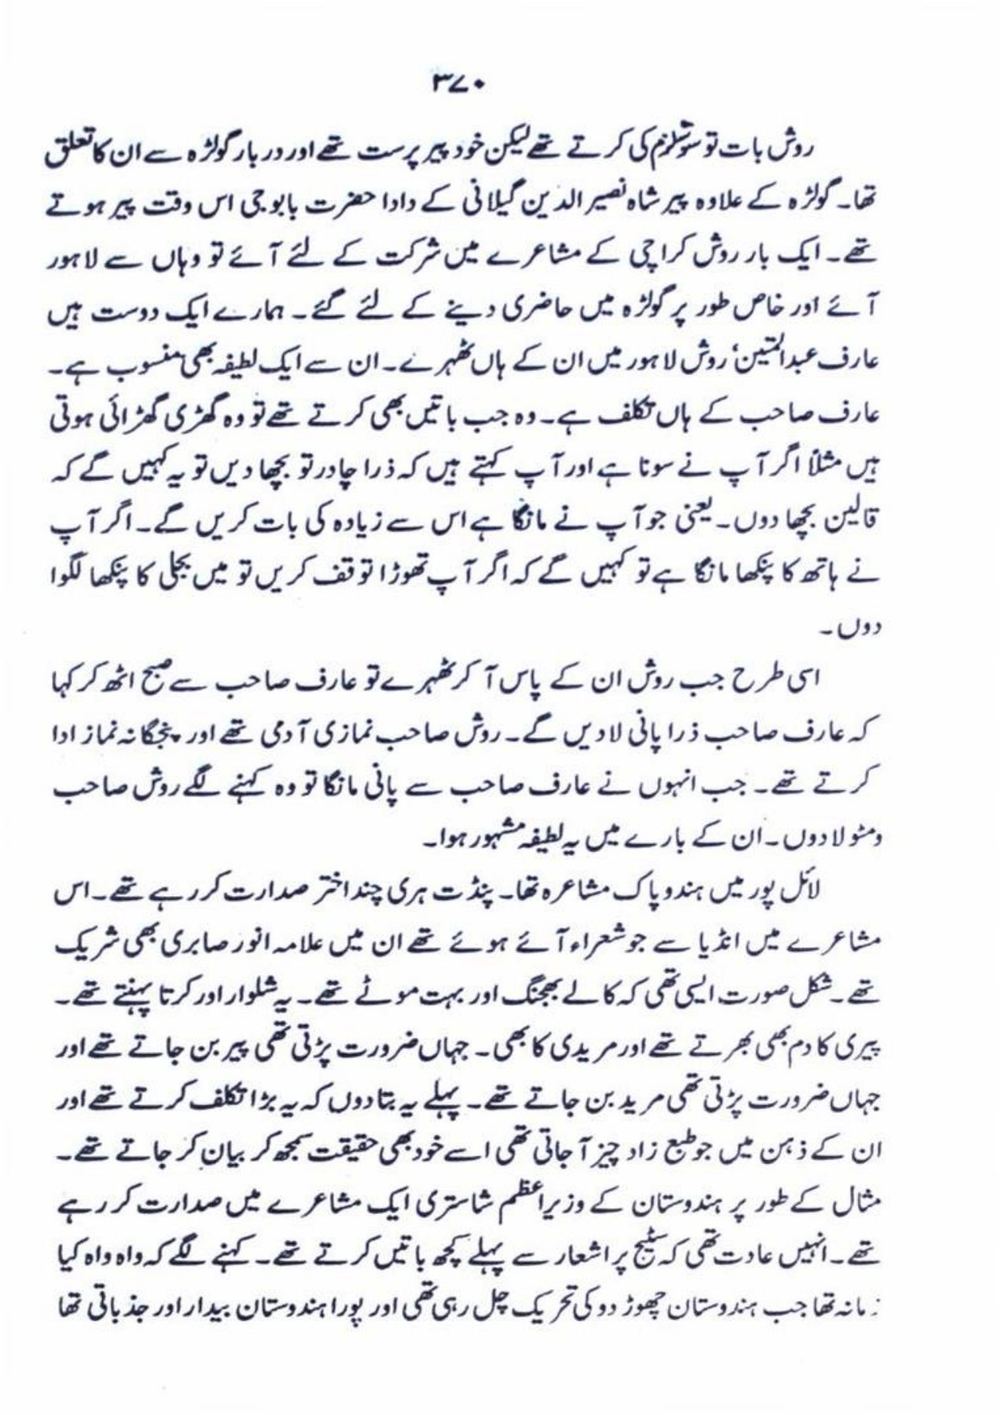 ۳۷۰
روش بات تو سوشلزم کی کرتے تھے لیکن خود پیر پرست تھے اور دربار گولڑہ سے ان کا تعلق
تھا۔ گولڑہ کے علاوہ پیر شاہ نصیر الدین گیلانی کے دادا حضرت بابو جی اس وقت پیر ہوتے
تھے۔ ایک بار روش کراچی کے مشاعرے میں شرکت کے لئے آئے تو وہاں سے لاہور
آئے اور خاص طور پر گولڑہ میں حاضری دینے کے لئے گئے۔ ہمارے ایک دوست ہیں
عارف عبدالمتین' روش لاہور میں ان کے ہاں ٹھہرے۔ ان سے ایک لطیفہ بھی منسوب ہے۔
عارف صاحب کے ہاں تکلف ہے۔ وہ جب باتیں بھی کرتے تھے تو وہ گھڑی گھڑائی ہوتی
ہیں مثلاً اگر آپ نے سونا ہے اور آپ کہتے ہیں کہ ذرا چادر تو بچھا دیں تو یہ کہیں گے کہ
قالین بچھا دوں۔ یعنی جو آپ نے مانگا ہے اس سے زیادہ کی بات کریں گے۔ اگر آپ
نے ہاتھ کا پنکھا مانگا ہے تو کہیں گے کہ اگر آپ تھوڑا توقف کریں تو میں بجلی کا پنکھا لگوا
دوں۔
اسی طرح جب روش ان کے پاس آ کر ٹھہرے تو عارف صاحب سے صبح اٹھ کر کہا
کہ عارف صاحب ذرا پانی لا دیں گے۔ روش صاحب نمازی آدمی تھے اور پنجگانہ نماز ادا
کرتے تھے۔ جب انہوں نے عارف صاحب سے پانی مانگا تو وہ کہنے لگے روش صاحب
ومٹو لا دوں۔ ان کے بارے میں یہ لطیفہ مشہور ہوا۔
لائل پور میں ہندو پاک مشاعرہ تھا۔ پنڈت ہری چند اختر صدارت کر رہے تھے۔ اس
مشاعرے میں انڈیا سے جو شعراء آئے ہوئے تھے ان میں علامہ انور صابری بھی شریک
تھے۔ شکل صورت ایسی تھی کہ کالے بھجنگ اور بہت موٹے تھے۔ یہ شلوار اور کرتا پہنتے تھے۔
پیری کا دم بھی بھرتے تھے اور مریدی کا بھی۔ جہاں ضرورت پڑتی تھی پیر بن جاتے تھے اور
جہاں ضرورت پڑتی تھی مرید بن جاتے تھے۔ پہلے یہ بتا دوں کہ یہ بڑا تکلف کرتے تھے اور
ان کے ذہن میں جو طبع زاد چیز آ جاتی تھی اسے خود بھی حقیقت سمجھ کر بیان کر جاتے تھے۔
مثال کے طور پر ہندوستان کے وزیراعظم شاستری ایک مشاعرے میں صدارت کر رہے
تھے۔ انہیں عادت تھی کہ سٹیج پر اشعار سے پہلے کچھ باتیں کرتے تھے۔ کہنے لگے کہ واہ واہ کیا
زمانہ تھا جب ہندوستان چھوڑ دو کی تحریک چل رہی تھی اور پورا ہندوستان بیدار اور جذباتی تھا